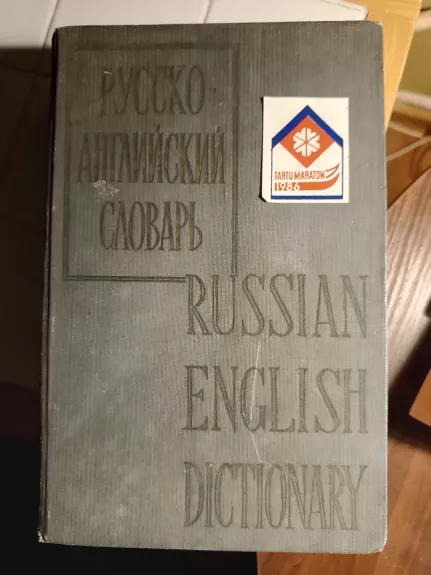 РУССКО-
АНГЛИЙСКИЙ
СЛОВАРЬ
TARTU MARATON
1986
RUSSIAN
ENGLISH
DICTIONARY